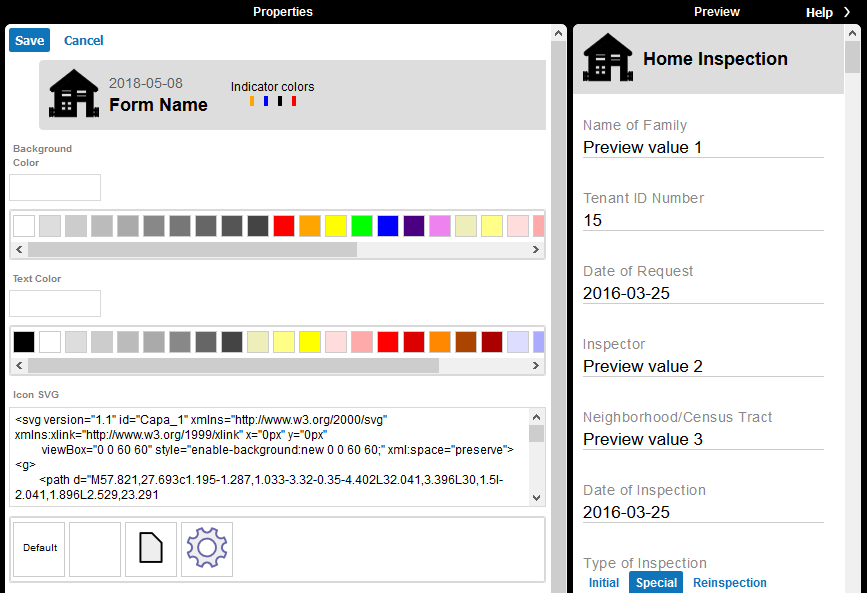 Properties
Save Cancel
2018-05-08
Form Name
Indicator colors
Background
Color
Text Color
Icon SVG
<svg version="1.1" id="Capa_1" xmlns="http://www.w3.org/2000/svg"
xmlns:xlink="http://www.w3.org/1999/xlink" x="0px" y="0px"
viewBox="0 0 60 60" style="enable-background:new 0 0 60 60;" xml:space="preserve">
<g>
<path d="M57.821,27.693c1.195-1.287,1.033-3.32-0.35-4.402L32.041,3.396L30,1.5l-
2.041,1.896L2.529,23.291
Default
Preview
Help
Home Inspection
Name of Family
Preview value 1
Tenant ID Number
15
Date of Request
2016-03-25
Inspector
Preview value 2
Neighborhood/Census Tract
Preview value 3
Date of Inspection
2016-03-25
Type of Inspection
Initial Special Reinspection